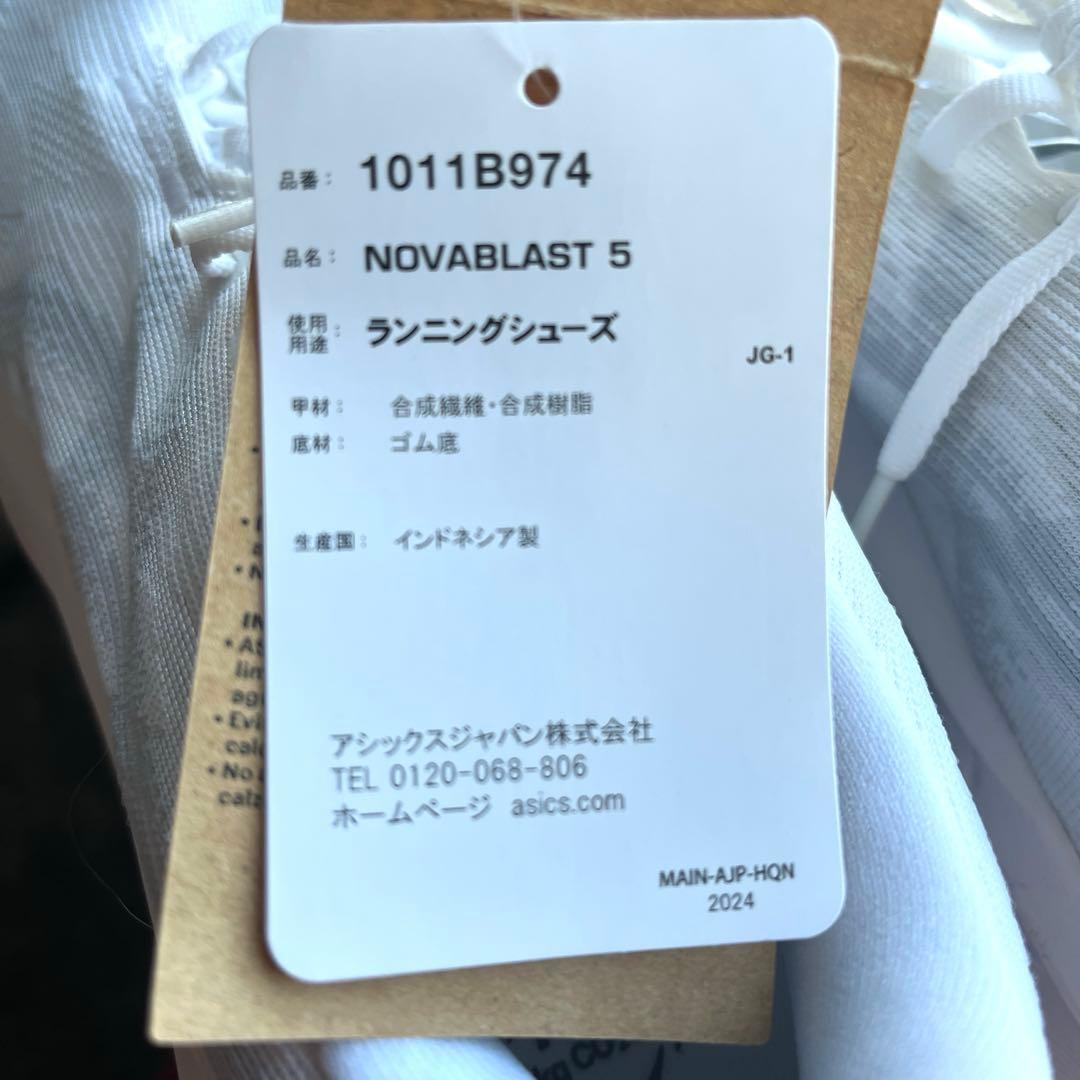 品番： 1011B974
品名： NOVABLAST 5
使用用途： ランニングシューズ
JG-1
甲材： 合成繊維・合成樹脂
底材： ゴム底
生産国： インドネシア製
アシックスジャパン株式会社
TEL 0120-068-806
ホームページ asics.com
MAIN-AJP-HQN
2024